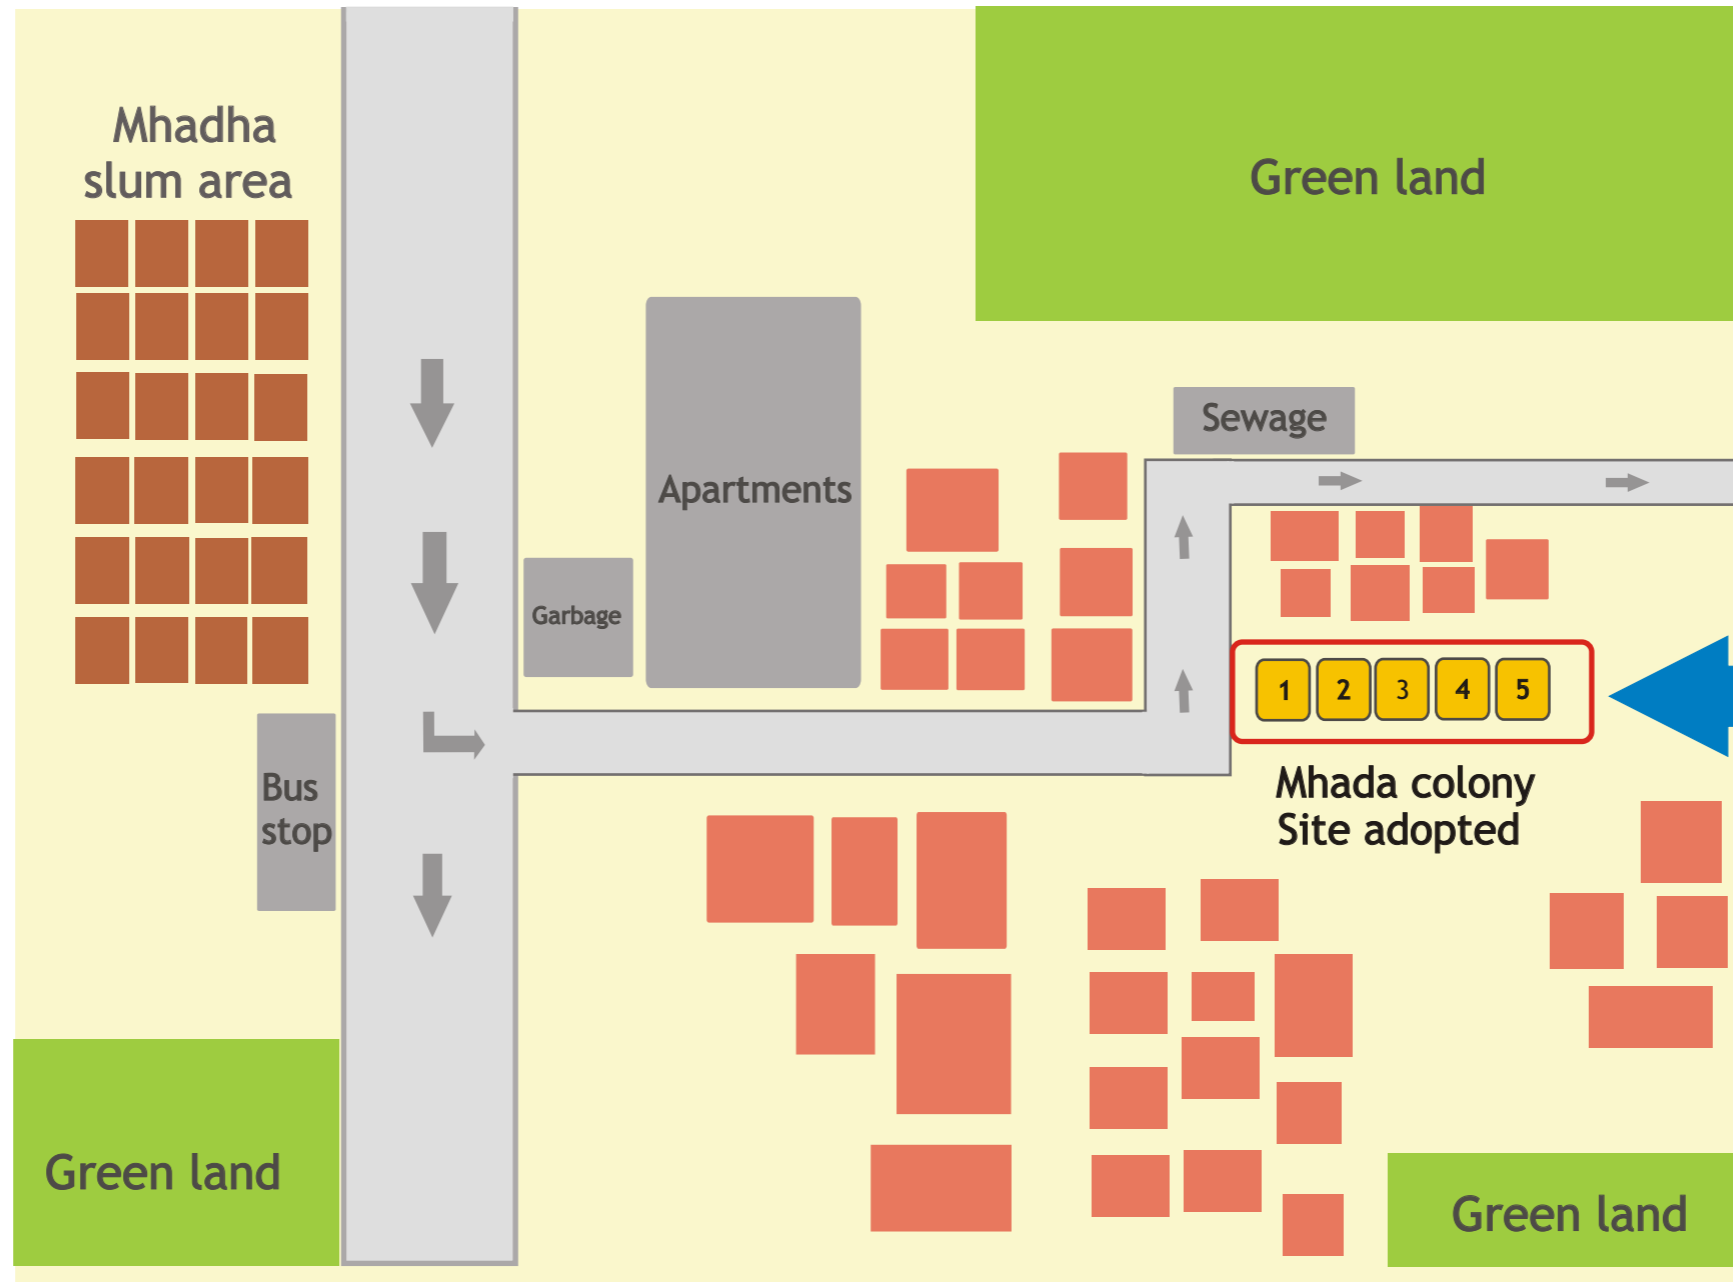 Mhadha
slum area
Green land
Sewage
Apartments
Garbage
1 2 3 4 5
Bus
stop
Mhada colony
Site adopted
Green land
Green land